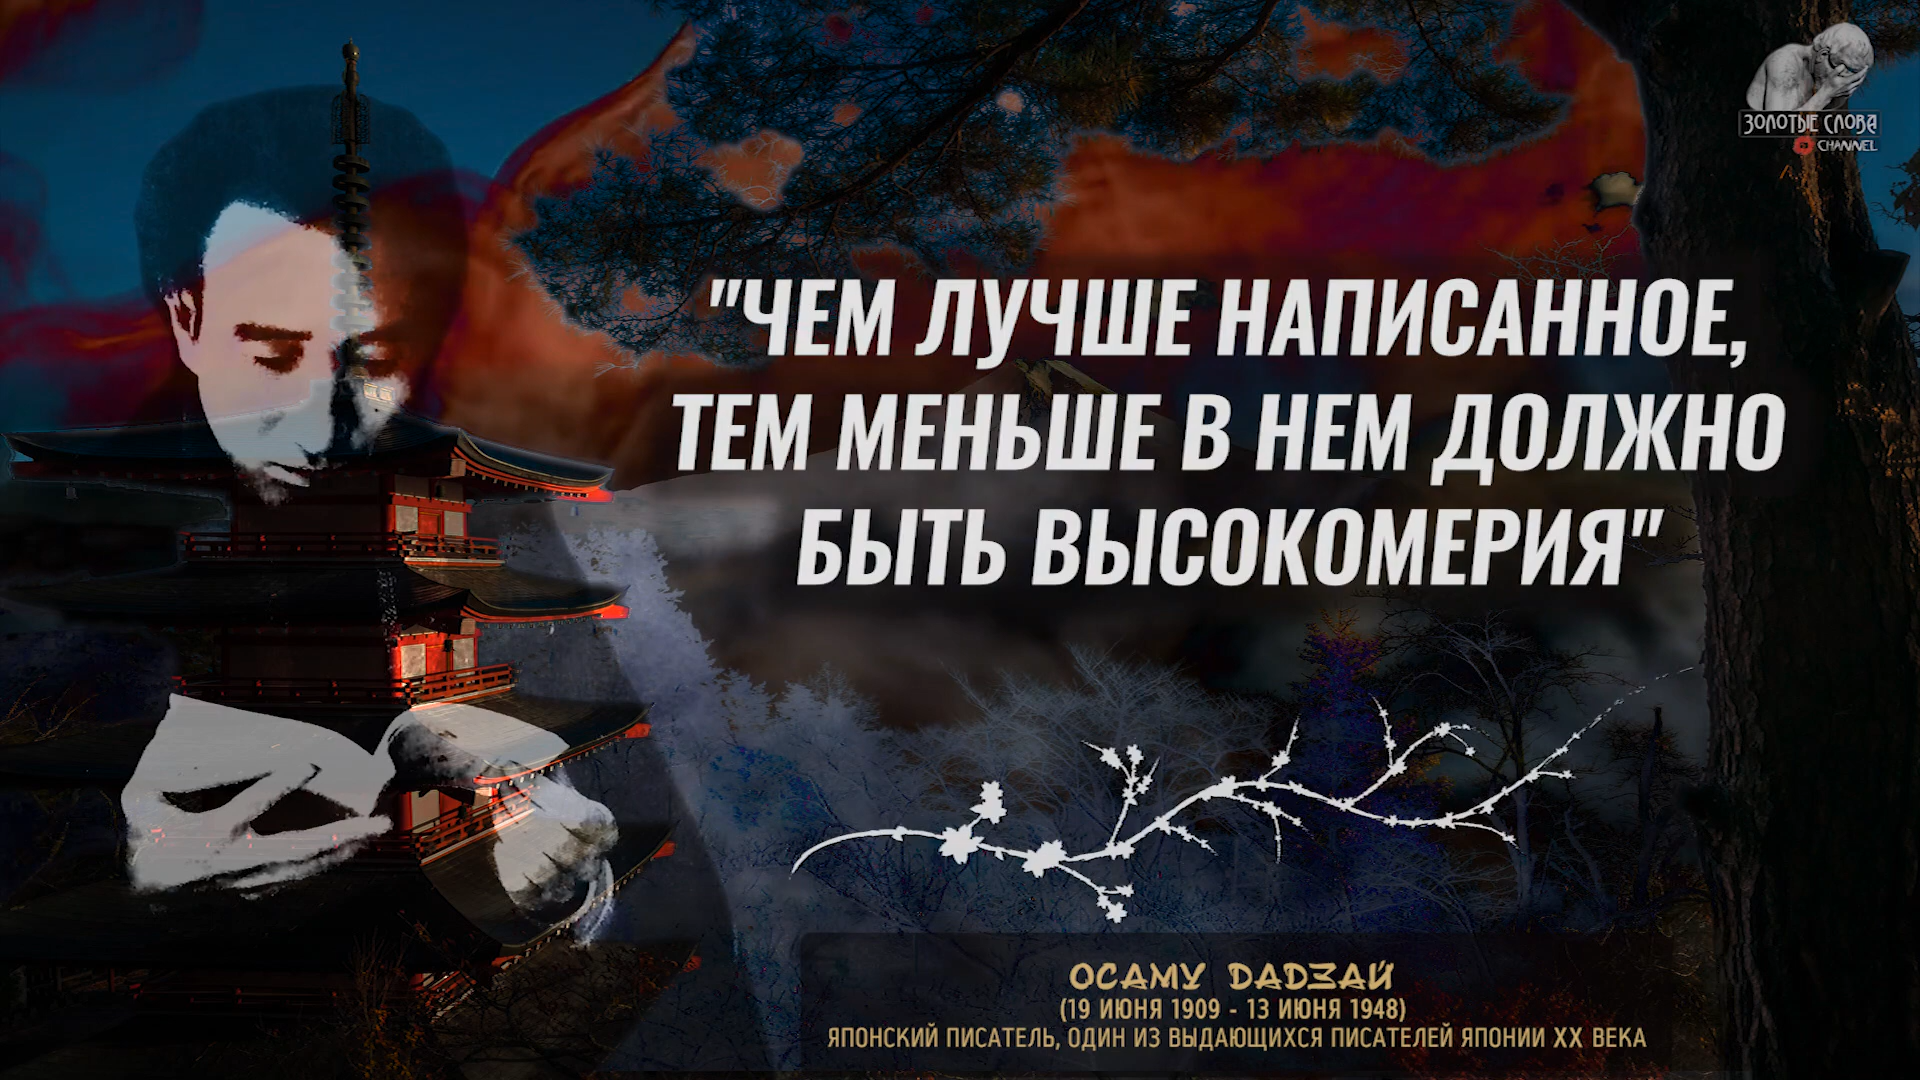 ЗОЛОТЫЕ СЛОВА
CHANNEL
"ЧЕМ ЛУЧШЕ НАПИСАННОЕ,
ТЕМ МЕНЬШЕ В НЕМ ДОЛЖНО
БЫТЬ ВЫСОКОМЕРИЯ"
ОСАМУ ДАДЗАЙ
(19 ИЮНЯ 1909 - 13 ИЮНЯ 1948)
ЯПОНСКИЙ ПИСАТЕЛЬ, ОДИН ИЗ ВЫДАЮЩИХСЯ ПИСАТЕЛЕЙ ЯПОНИИ XX ВЕКА